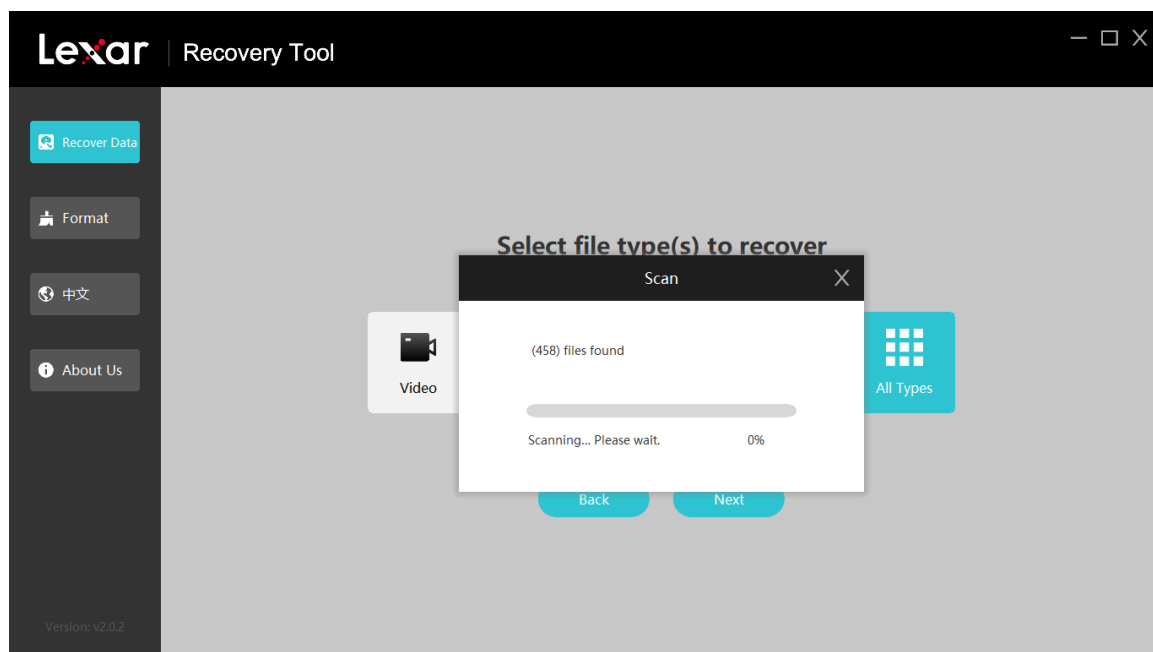 Lexar Recovery Tool
Recover Data
Format
中文
About Us
Version: v2.0.2
Select file type(s) to recover
Video
All Types
Scan
(458) files found
Scanning... Please wait. 0%
Back Next